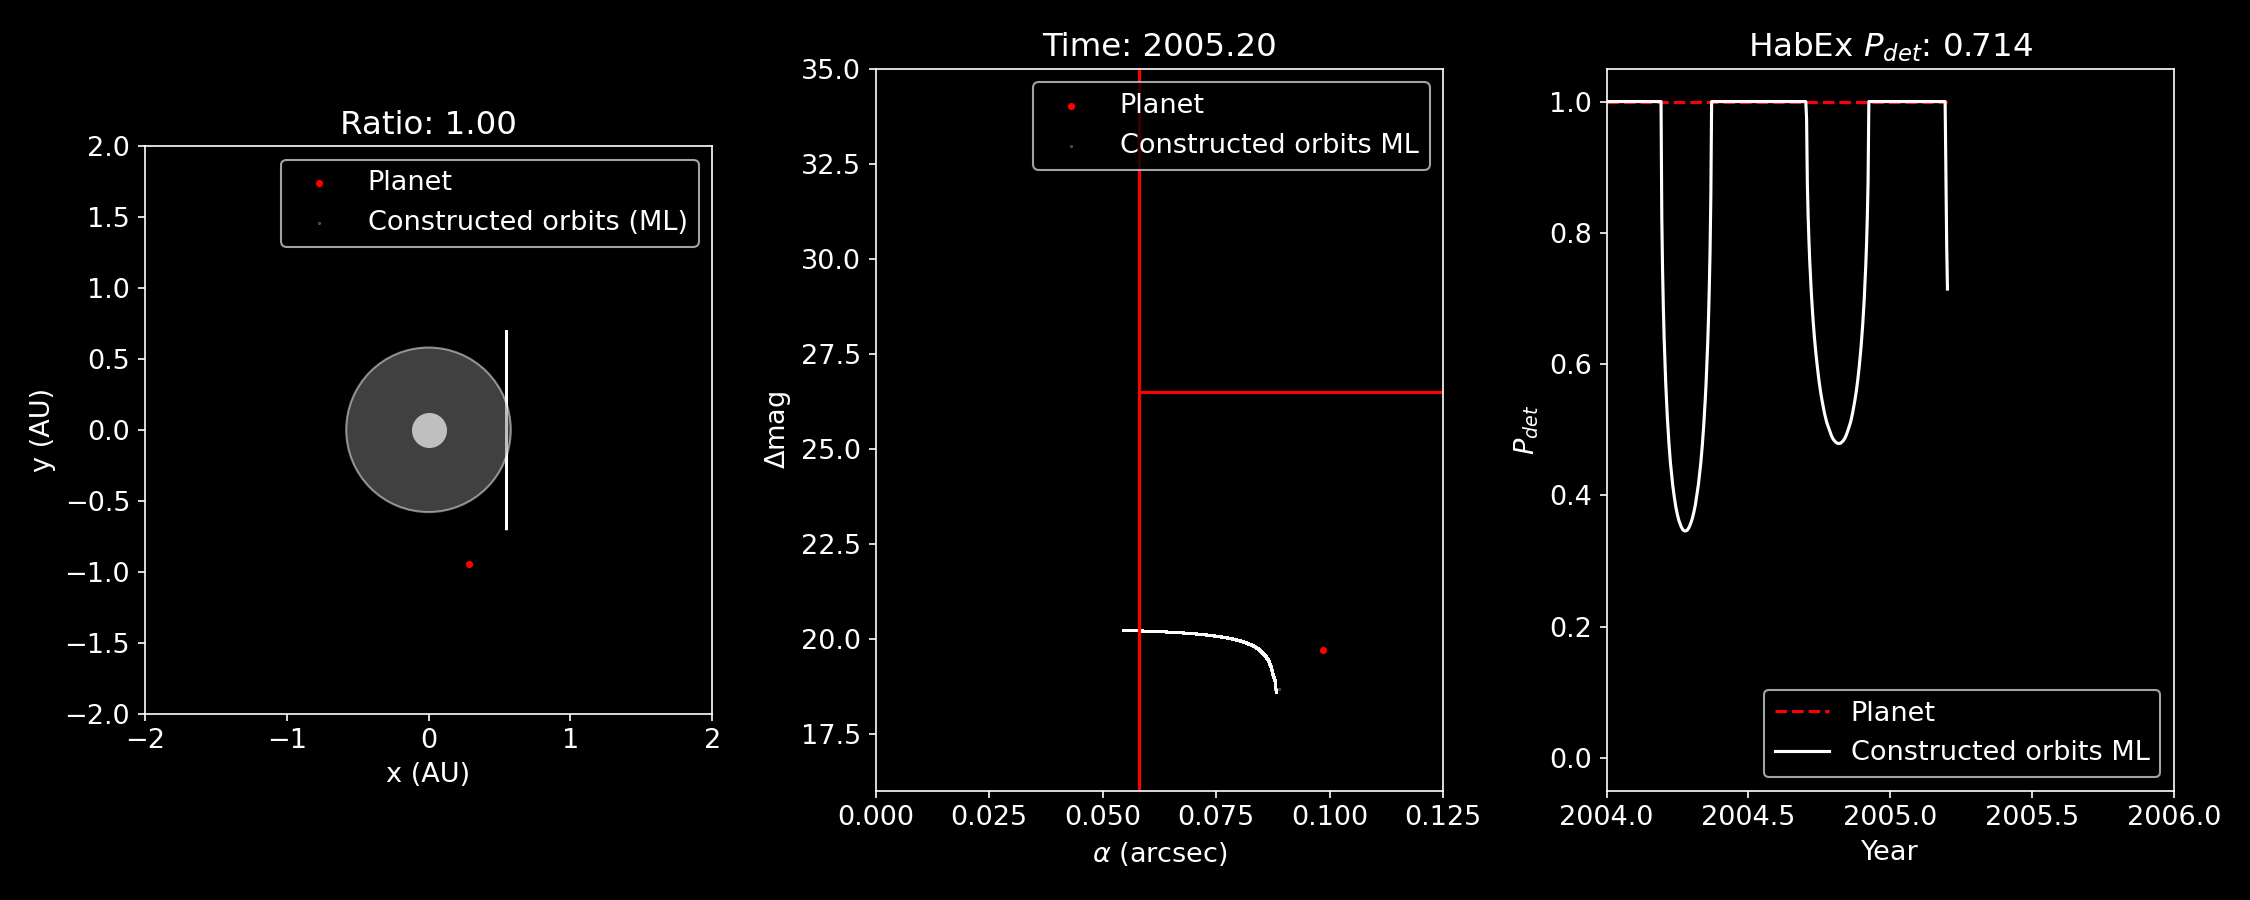 Ratio: 1.00
Planet
Constructed orbits (ML)
2.0
1.5
1.0
0.5
0.0
−0.5
−1.0
−1.5
−2.0
y (AU)
−2
−1
0
1
2
x (AU)
Time: 2005.20
Planet
Constructed orbits ML
35.0
32.5
30.0
27.5
25.0
22.5
20.0
17.5
Δmag
0.000
0.025
0.050
0.075
0.100
0.125
α (arcsec)
HabEx P_det: 0.714
1.0
0.8
0.6
0.4
0.2
0.0
P_det
Planet
Constructed orbits ML
2004.0
2004.5
2005.0
2005.5
2006.0
Year